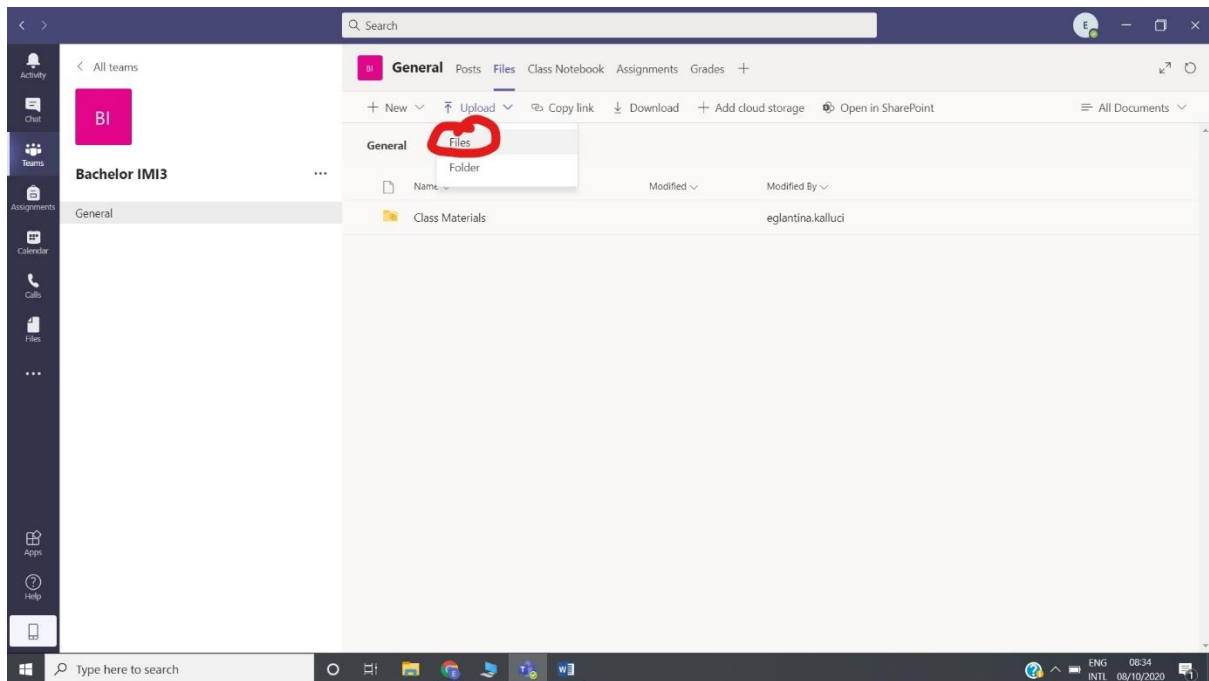 Search
E
Activity
Chat
Teams
Assignments
Calendar
Calls
Files
Apps
Help
All teams
BI
Bachelor IMI3
General
BI General Posts Files Class Notebook Assignments Grades
New Upload Copy link Download Add cloud storage Open in SharePoint All Documents
General
Files
Folder
Name Modified Modified By
Class Materials eglantina.kalluci
Type here to search
ENG 08:34
INTL 08/10/2020